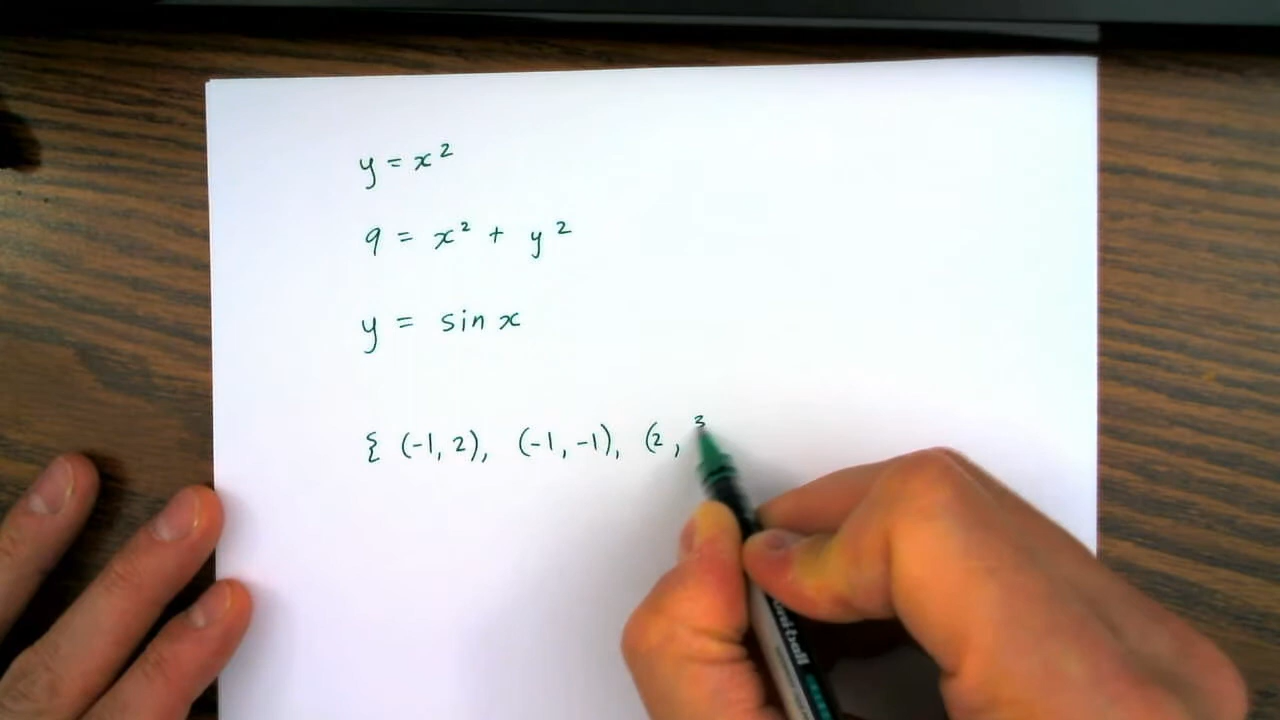 y = x²
9 = x² + y²
y = sin x
{ (-1, 2), (-1, -1), (2, 3